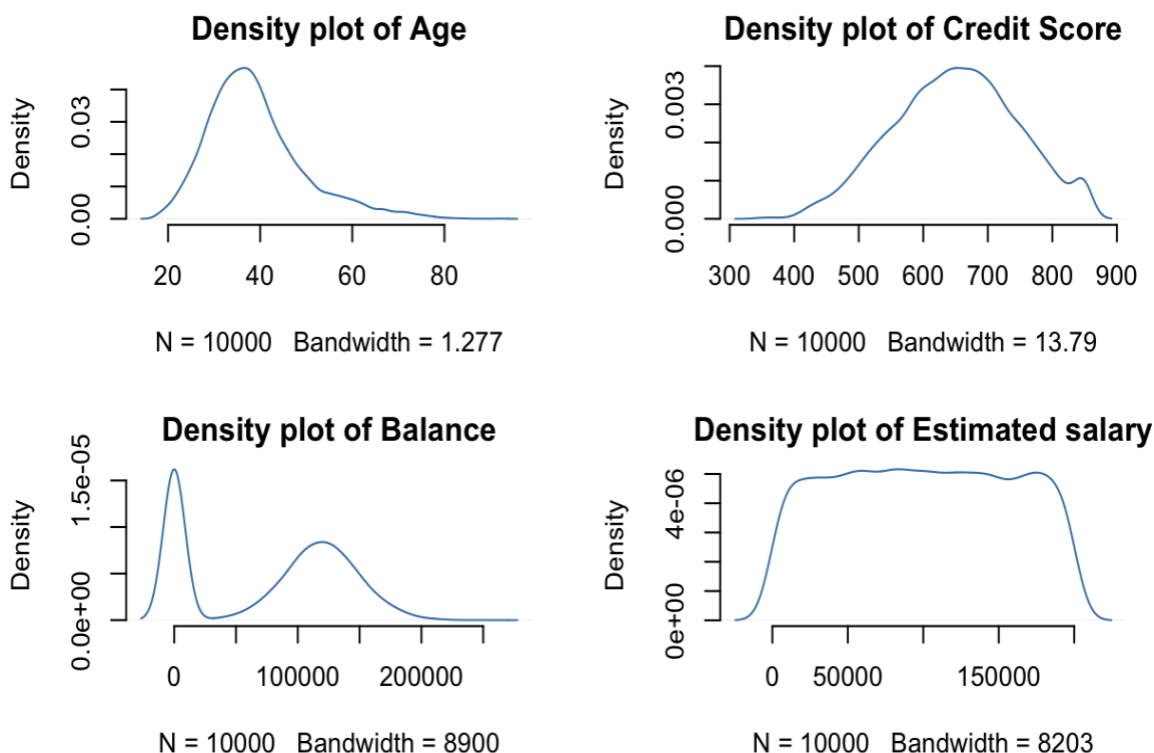 Density plot of Age
Density
0.00
0.03
20 40 60 80
N = 10000 Bandwidth = 1.277
Density plot of Credit Score
Density
0.000
0.003
300 400 500 600 700 800 900
N = 10000 Bandwidth = 13.79
Density plot of Balance
Density
0.0e+00
1.5e-05
0 100000 200000
N = 10000 Bandwidth = 8900
Density plot of Estimated salary
Density
0e+00
4e-06
0 50000 150000
N = 10000 Bandwidth = 8203